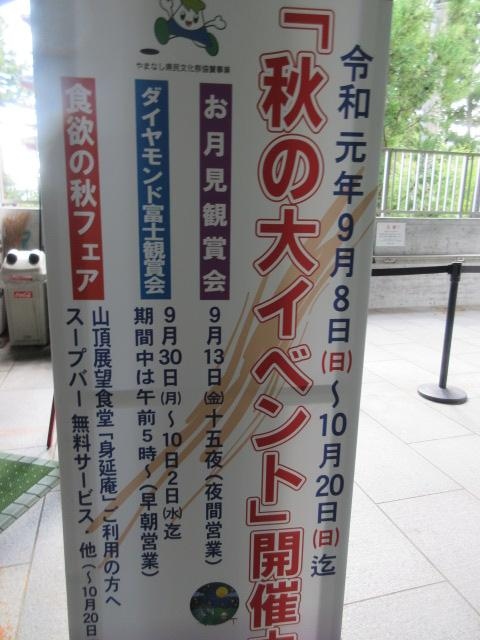 令和元年9月8日(日)～10月20日(日)迄
『秋の大イベント』開催
やまなし県民文化祭協賛事業
お月見観賞会
9月13日(金)十五夜(夜間営業)
ダイヤモンド富士観賞会
9月30日(月)～10日2日(水)迄
期間中は午前5時～(早朝営業)
食欲の秋フェア
山頂展望食堂「身延庵」ご利用の方へ
スープバー 無料サービス・他(～10月20日